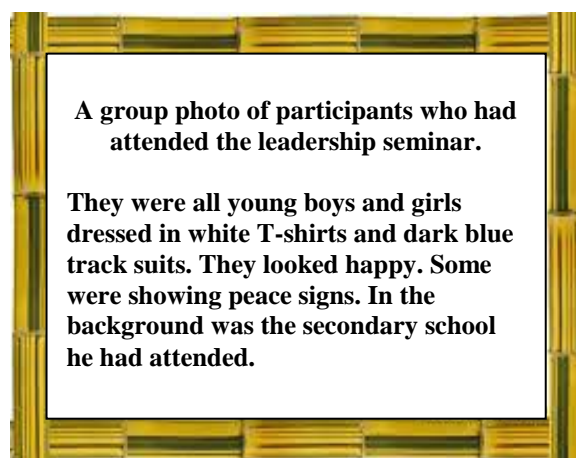 A group photo of participants who had
attended the leadership seminar.
They were all young boys and girls
dressed in white T-shirts and dark blue
track suits. They looked happy. Some
were showing peace signs. In the
background was the secondary school
he had attended.